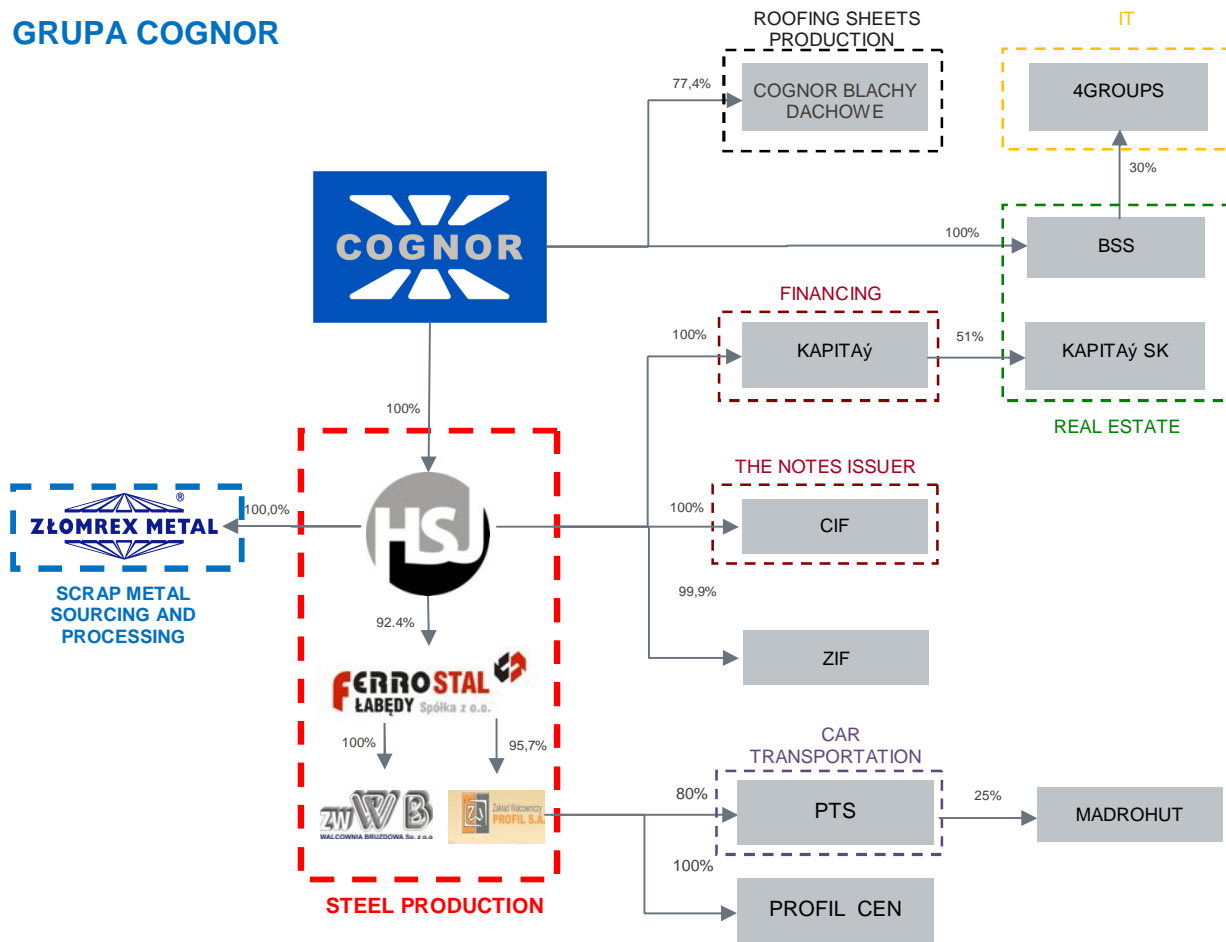 GRUPA COGNOR
ROOFING SHEETS
PRODUCTION
IT
77,4%
COGNOR BLACHY
DACHOWE
4GROUPS
30%
COGNOR
100%
BSS
FINANCING
100%
KAPITAý
51%
KAPITAý SK
REAL ESTATE
100%
THE NOTES ISSUER
ZŁOMREX METAL
®
100,0%
HSJ
100%
CIF
SCRAP METAL
SOURCING AND
PROCESSING
99,9%
92.4%
ZIF
FERROSTAL
ŁABĘDY Spółka z o.o.
100%
95,7%
CAR
TRANSPORTATION
ZW WB
WALCOWNIA BRUZDOWA Sp. z o.o
Zakład Walcowniczy
PROFIL S.A.
80%
PTS
25%
MADROHUT
100%
PROFIL CEN
STEEL PRODUCTION